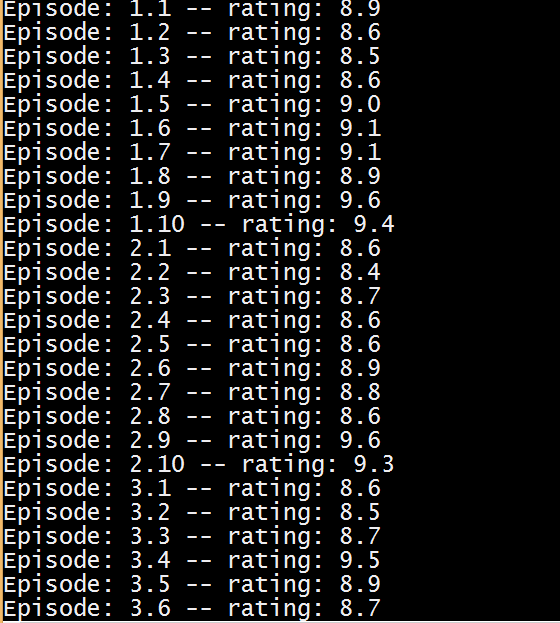 Episode: 1.1 -- rating: 8.9
Episode: 1.2 -- rating: 8.6
Episode: 1.3 -- rating: 8.5
Episode: 1.4 -- rating: 8.6
Episode: 1.5 -- rating: 9.0
Episode: 1.6 -- rating: 9.1
Episode: 1.7 -- rating: 9.1
Episode: 1.8 -- rating: 8.9
Episode: 1.9 -- rating: 9.6
Episode: 1.10 -- rating: 9.4
Episode: 2.1 -- rating: 8.6
Episode: 2.2 -- rating: 8.4
Episode: 2.3 -- rating: 8.7
Episode: 2.4 -- rating: 8.6
Episode: 2.5 -- rating: 8.6
Episode: 2.6 -- rating: 8.9
Episode: 2.7 -- rating: 8.8
Episode: 2.8 -- rating: 8.6
Episode: 2.9 -- rating: 9.6
Episode: 2.10 -- rating: 9.3
Episode: 3.1 -- rating: 8.6
Episode: 3.2 -- rating: 8.5
Episode: 3.3 -- rating: 8.7
Episode: 3.4 -- rating: 9.5
Episode: 3.5 -- rating: 8.9
Episode: 3.6 -- rating: 8.7